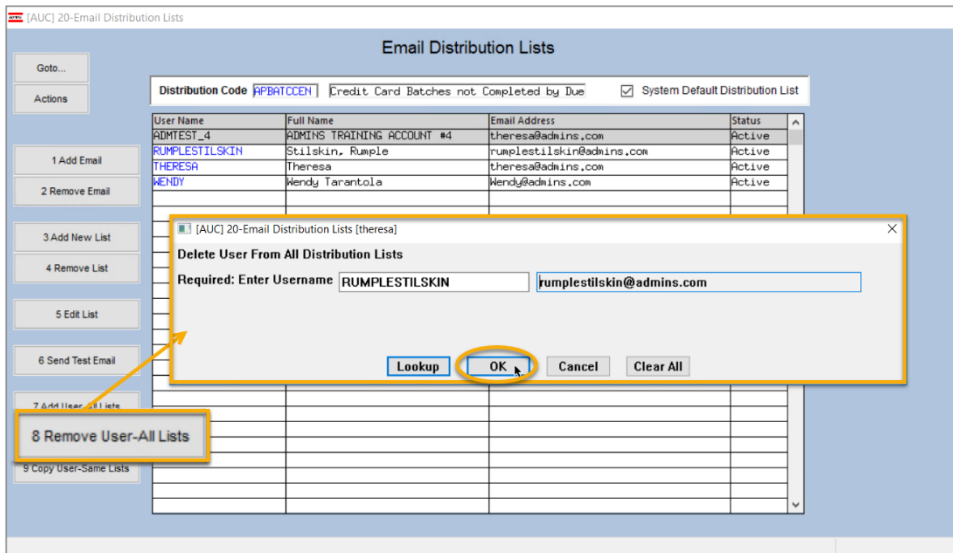 [AUC] 20-Email Distribution Lists
Email Distribution Lists
Goto...
Actions
Distribution Code APBATCCEN Credit Card Batches not Completed by Due System Default Distribution List
User Name Full Name Email Address Status
ADMTEST_4 ADMINS TRAINING ACCOUNT #4 theresa@admins.com Active
RUMPLESTILSKIN Stilskin, Rumple rumplestilskin@admins.com Active
THERESA Theresa theresa@admins.com Active
WENDY Wendy Tarantola Wendy@admins.com Active
1 Add Email
2 Remove Email
3 Add New List
4 Remove List
5 Edit List
6 Send Test Email
7 Add User-All Lists
8 Remove User-All Lists
9 Copy User-Same Lists
[AUC] 20-Email Distribution Lists [theresa]
Delete User From All Distribution Lists
Required: Enter Username RUMPLESTILSKIN rumplestilskin@admins.com
Lookup OK Cancel Clear All